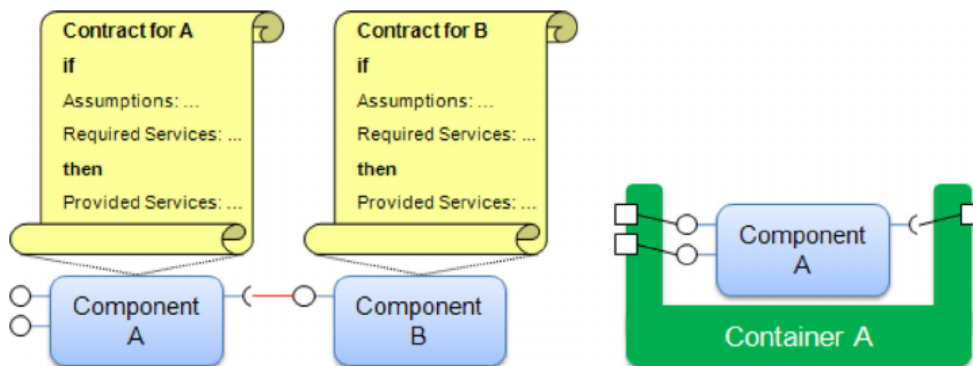 Contract for A
if
Assumptions: ...
Required Services: ...
then
Provided Services: ...
Contract for B
if
Assumptions: ...
Required Services: ...
then
Provided Services: ...
Component
A
Component
B
Component
A
Container A